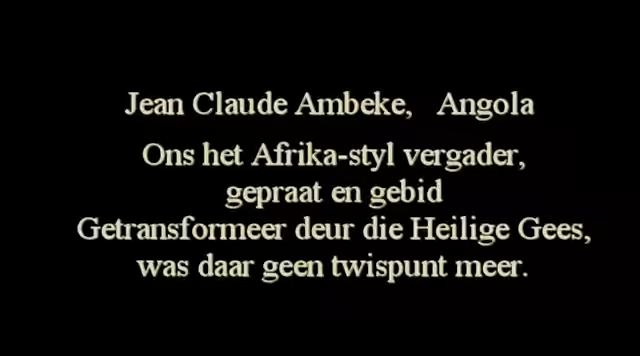 Jean Claude Ambeke, Angola
Ons het Afrika-styl vergader,
gepraat en gebid
Getransformeer deur die Heilige Gees,
was daar geen twispunt meer.